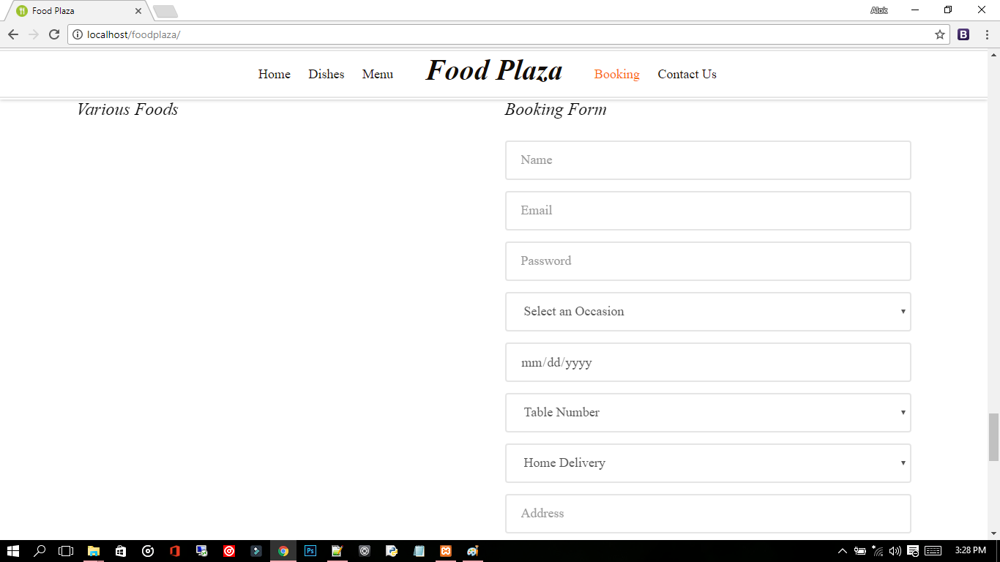 Food Plaza
Alok
localhost/foodplaza/
B
Home Dishes Menu Food Plaza Booking Contact Us
Various Foods
Booking Form
Name
Email
Password
Select an Occasion
mm/dd/yyyy
Table Number
Home Delivery
Address
Ps
3:28 PM